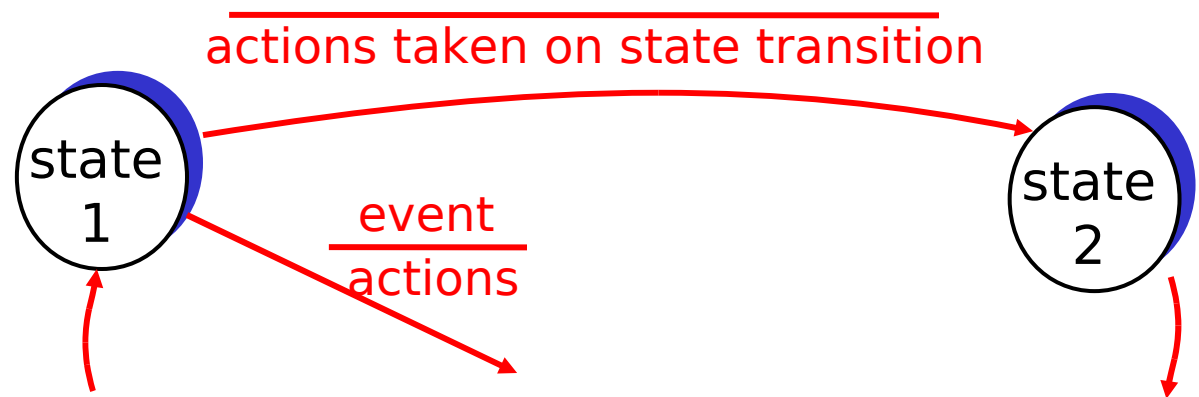 actions taken on state transition
state
1
state
2
event
actions